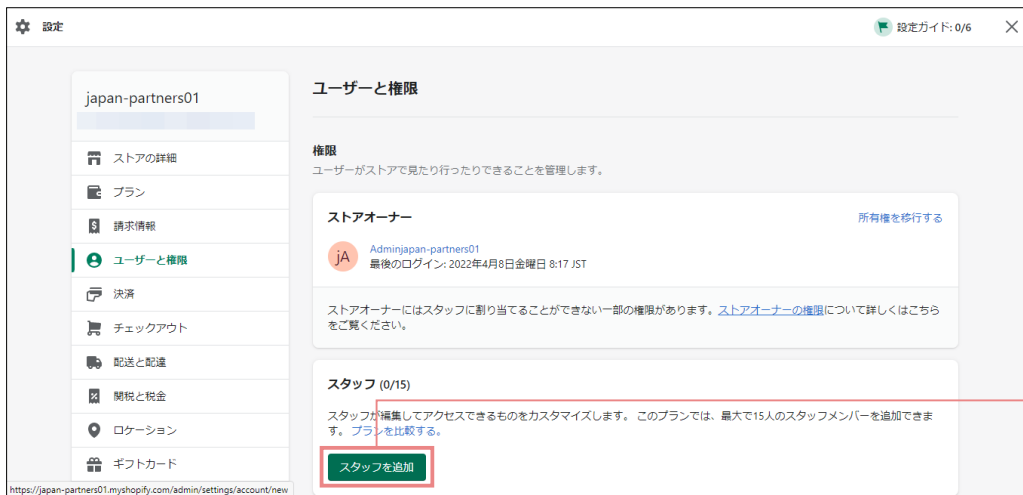 設定
設定ガイド: 0/6
japan-partners01
ストアの詳細
プラン
請求情報
ユーザーと権限
決済
チェックアウト
配送と配達
関税と税金
ロケーション
ギフトカード
https://japan-partners01.myshopify.com/admin/settings/account/new
ユーザーと権限
権限
ユーザーがストアで見たり行ったりできることを管理します。
ストアオーナー
所有権を移行する
jA
Adminjapan-partners01
最後のログイン: 2022年4月8日金曜日 8:17 JST
ストアオーナーにはスタッフに割り当てることができない一部の権限があります。ストアオーナーの権限について詳しくはこちら
をご覧ください。
スタッフ (0/15)
スタッフが編集してアクセスできるものをカスタマイズします。 このプランでは、最大で15人のスタッフメンバーを追加できま
す。 プランを比較する。
スタッフを追加